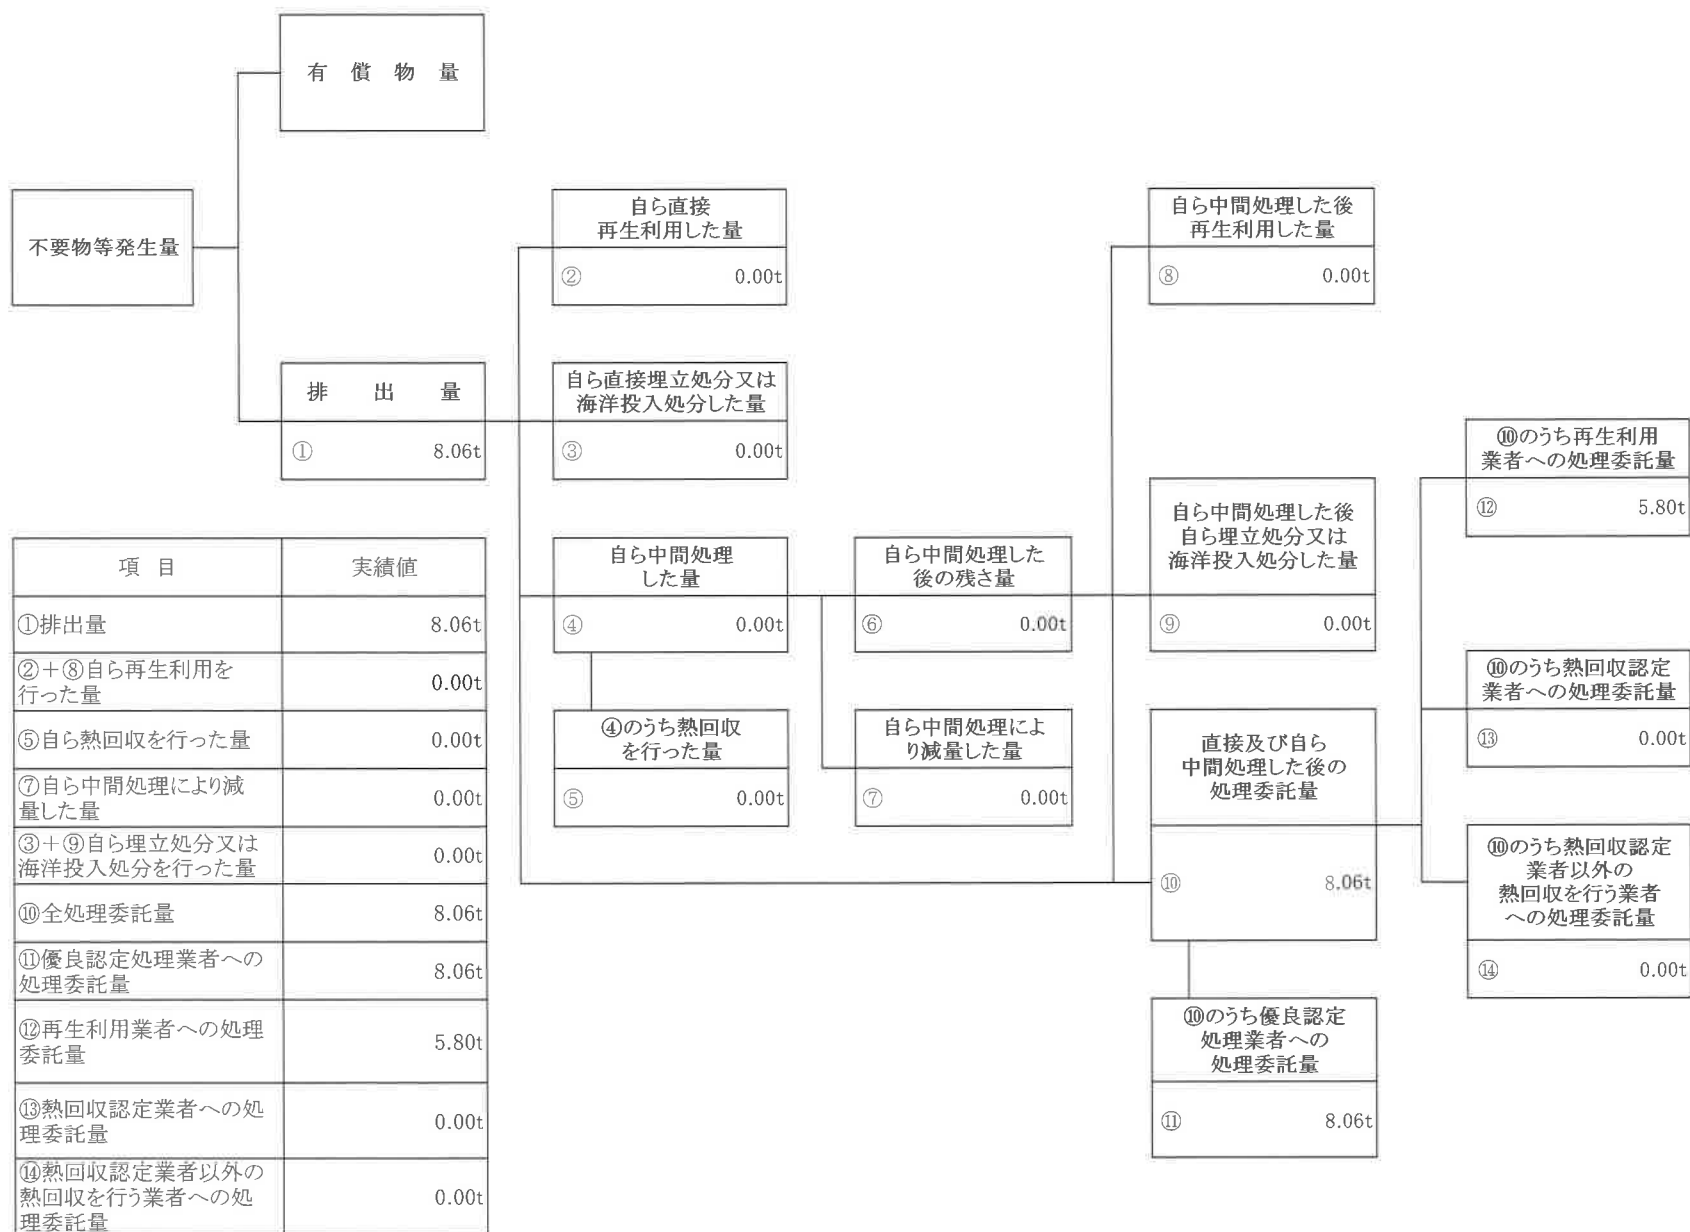 有 償 物 量
不要物等発生量
自ら直接
再生利用した量
② 0.00t
自ら中間処理した後
再生利用した量
⑧ 0.00t
排 出 量
① 8.06t
自ら直接埋立処分又は
海洋投入処分した量
③ 0.00t
⑩のうち再生利用
業者への処理委託量
⑫ 5.80t
自ら中間処理
した量
④ 0.00t
自ら中間処理した
後の残さ量
⑥ 0.00t
自ら中間処理した後
自ら埋立処分又は
海洋投入処分した量
⑨ 0.00t
⑩のうち熱回収認定
業者への処理委託量
⑬ 0.00t
④のうち熱回収
を行った量
⑤ 0.00t
自ら中間処理によ
り減量した量
⑦ 0.00t
直接及び自ら
中間処理した後の
処理委託量
⑩ 8.06t
⑩のうち熱回収認定
業者以外の
熱回収を行う業者
への処理委託量
⑭ 0.00t
⑩のうち優良認定
処理業者への
処理委託量
⑪ 8.06t
項 目 実績値
①排出量 8.06t
②+⑧自ら再生利用を
行った量 0.00t
⑤自ら熱回収を行った量 0.00t
⑦自ら中間処理により減
量した量 0.00t
③+⑨自ら埋立処分又は
海洋投入処分を行った量 0.00t
⑩全処理委託量 8.06t
⑪優良認定処理業者への
処理委託量 8.06t
⑫再生利用業者への処理
委託量 5.80t
⑬熱回収認定業者への処
理委託量 0.00t
⑭熱回収認定業者以外の
熱回収を行う業者への処
理委託量 0.00t